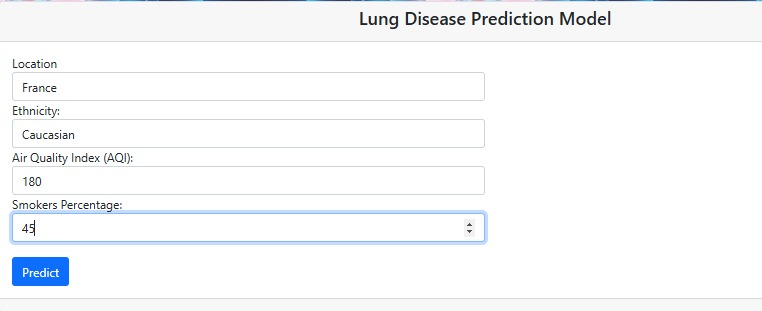 Lung Disease Prediction Model
Location
France
Ethnicity:
Caucasian
Air Quality Index (AQI):
180
Smokers Percentage:
45
Predict